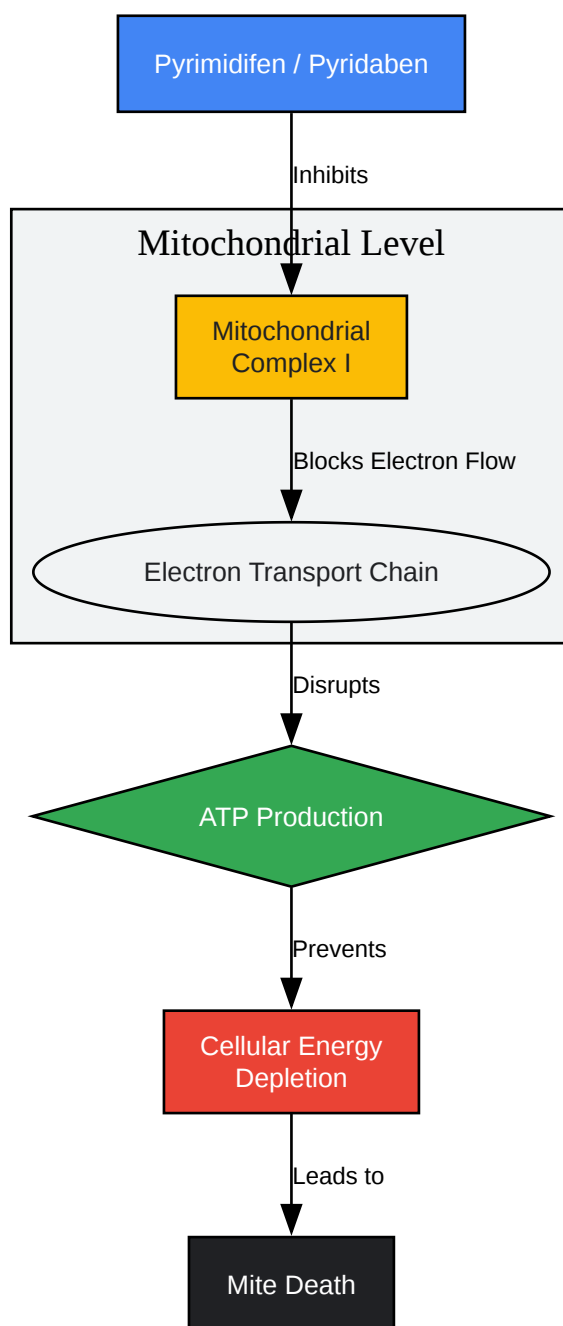 Pyrimidifen / Pyridaben
Inhibits
Mitochondrial Level
Mitochondrial
Complex I
Blocks Electron Flow
Electron Transport Chain
Disrupts
ATP Production
Prevents
Cellular Energy
Depletion
Leads to
Mite Death